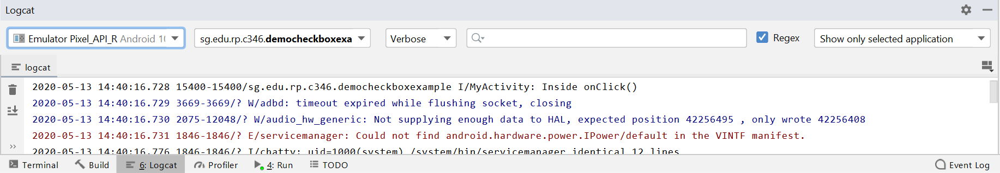 Logcat
Emulator Pixel_API_R Android 1( sg.edu.rp.c346.democheckboxexa Verbose Regex Show only selected application
logcat
2020-05-13 14:40:16.728 15400-15400/sg.edu.rp.c346.democheckboxexample I/MyActivity: Inside onClick()
2020-05-13 14:40:16.729 3669-3669/? W/adbd: timeout expired while flushing socket, closing
2020-05-13 14:40:16.730 2075-12048/? W/audio_hw_generic: Not supplying enough data to HAL, expected position 42256495 , only wrote 42256408
2020-05-13 14:40:16.731 1846-1846/? E/servicemanager: Could not find android.hardware.power.IPower/default in the VINTF manifest.
2020-05-13 14:40:16.776 1846-1846/? I/chatty: uid=1000(system) /system/bin/servicemanager identical 12 lines
Terminal Build 6: Logcat Profiler 4: Run TODO Event Log